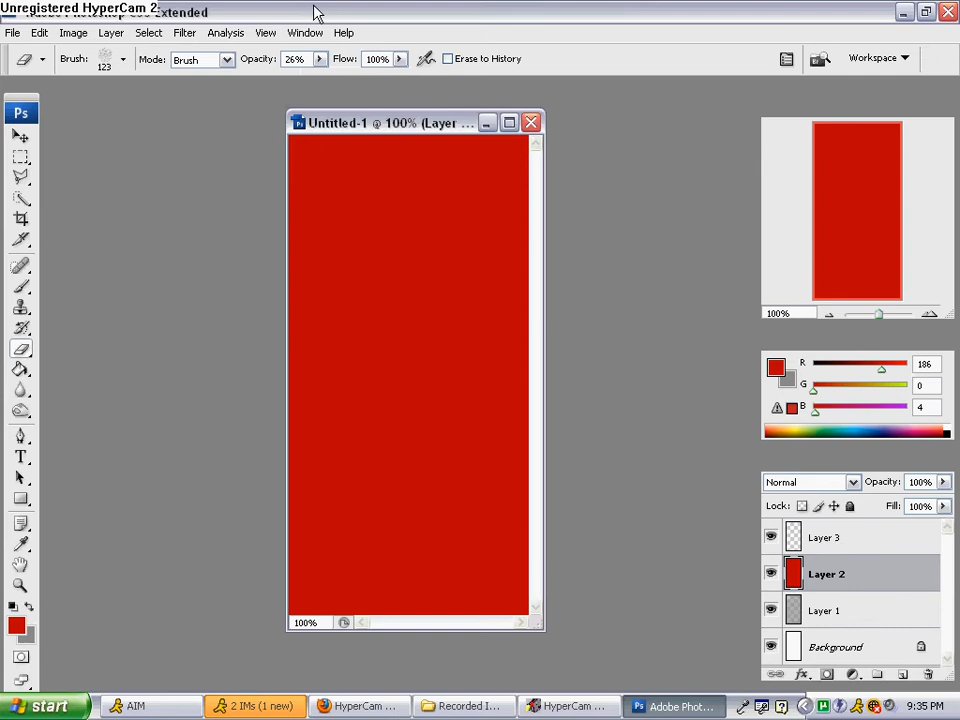 Unregistered HyperCam 2
Extended
File Edit Image Layer Select Filter Analysis View Window Help
Brush: 123 Mode: Brush Opacity: 26% Flow: 100% Erase to History Workspace
Ps
Untitled-1 @ 100% (Layer ...
100%
R 186
G 0
B 4
Normal Opacity: 100%
Lock: Fill: 100%
Layer 3
Layer 2
Layer 1
Background
T
100%
start AIM 2 IMs (1 new) HyperCam ... Recorded I... HyperCam ... Adobe Phot... 9:35 PM